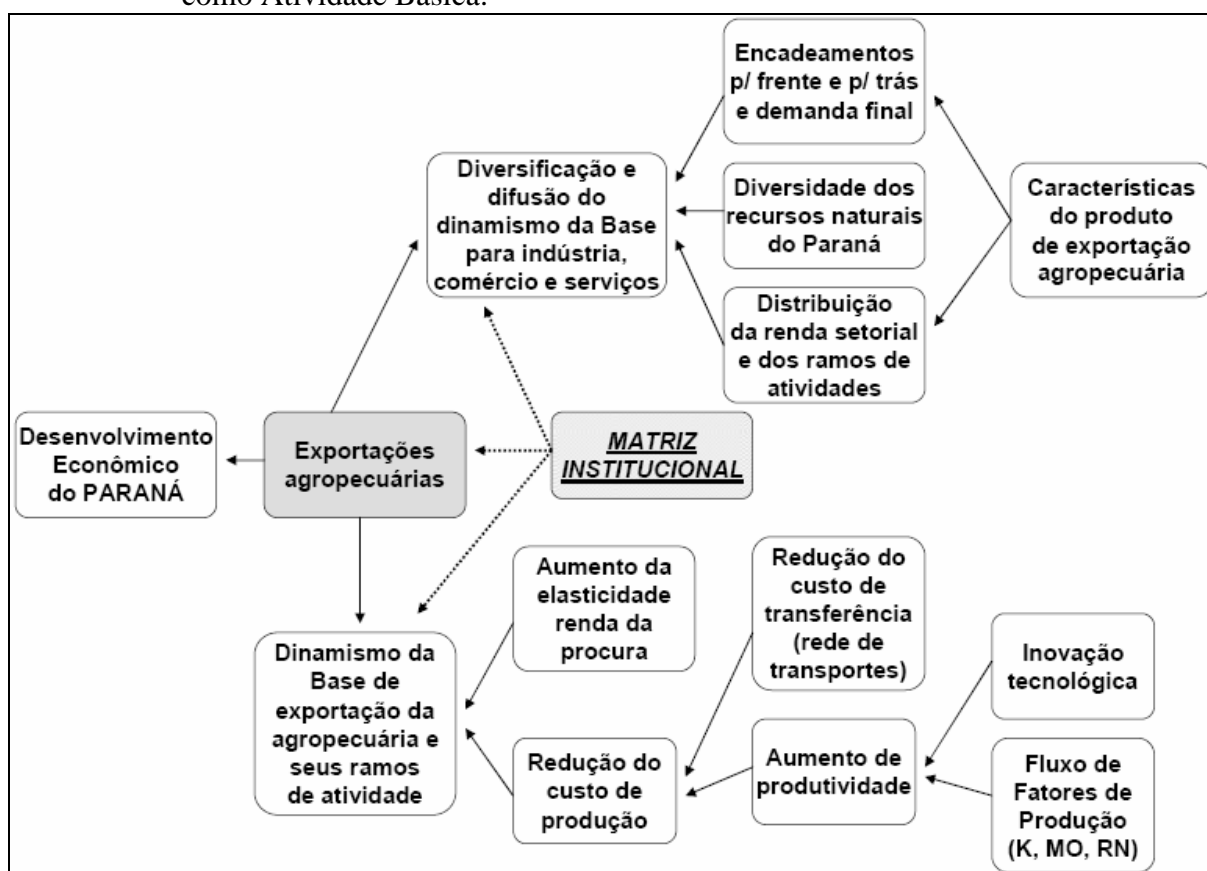 como Atividade Básica.
Encadeamentos
p/ frente e p/ trás
e demanda final
Diversificação e
difusão do
dinamismo da Base
para indústria,
comércio e serviços
Diversidade dos
recursos naturais
do Paraná
Características
do produto
de exportação
agropecuária
Distribuição
da renda setorial
e dos ramos de
atividades
Desenvolvimento
Econômico
do PARANÁ
Exportações
agropecuárias
MATRIZ
INSTITUCIONAL
Aumento da
elasticidade
renda da
procura
Redução do
custo de
transferência
(rede de
transportes)
Inovação
tecnológica
Dinamismo da
Base de
exportação da
agropecuária e
seus ramos
de atividade
Redução do
custo de
produção
Aumento de
produtividade
Fluxo de
Fatores de
Produção
(K, MO, RN)